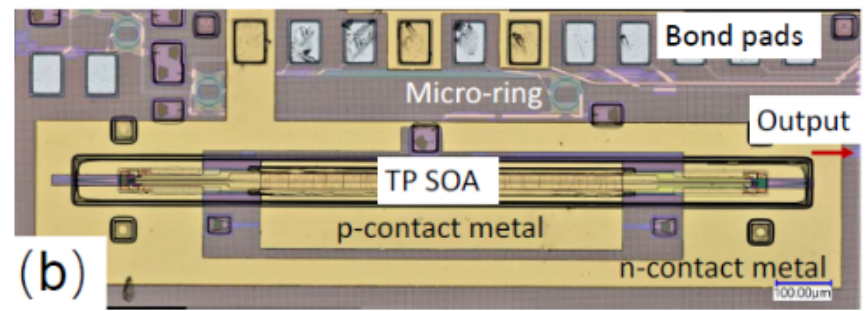 Bond pads
Micro-ring
Output
TP SOA
p-contact metal
n-contact metal
(b)
100.00μm